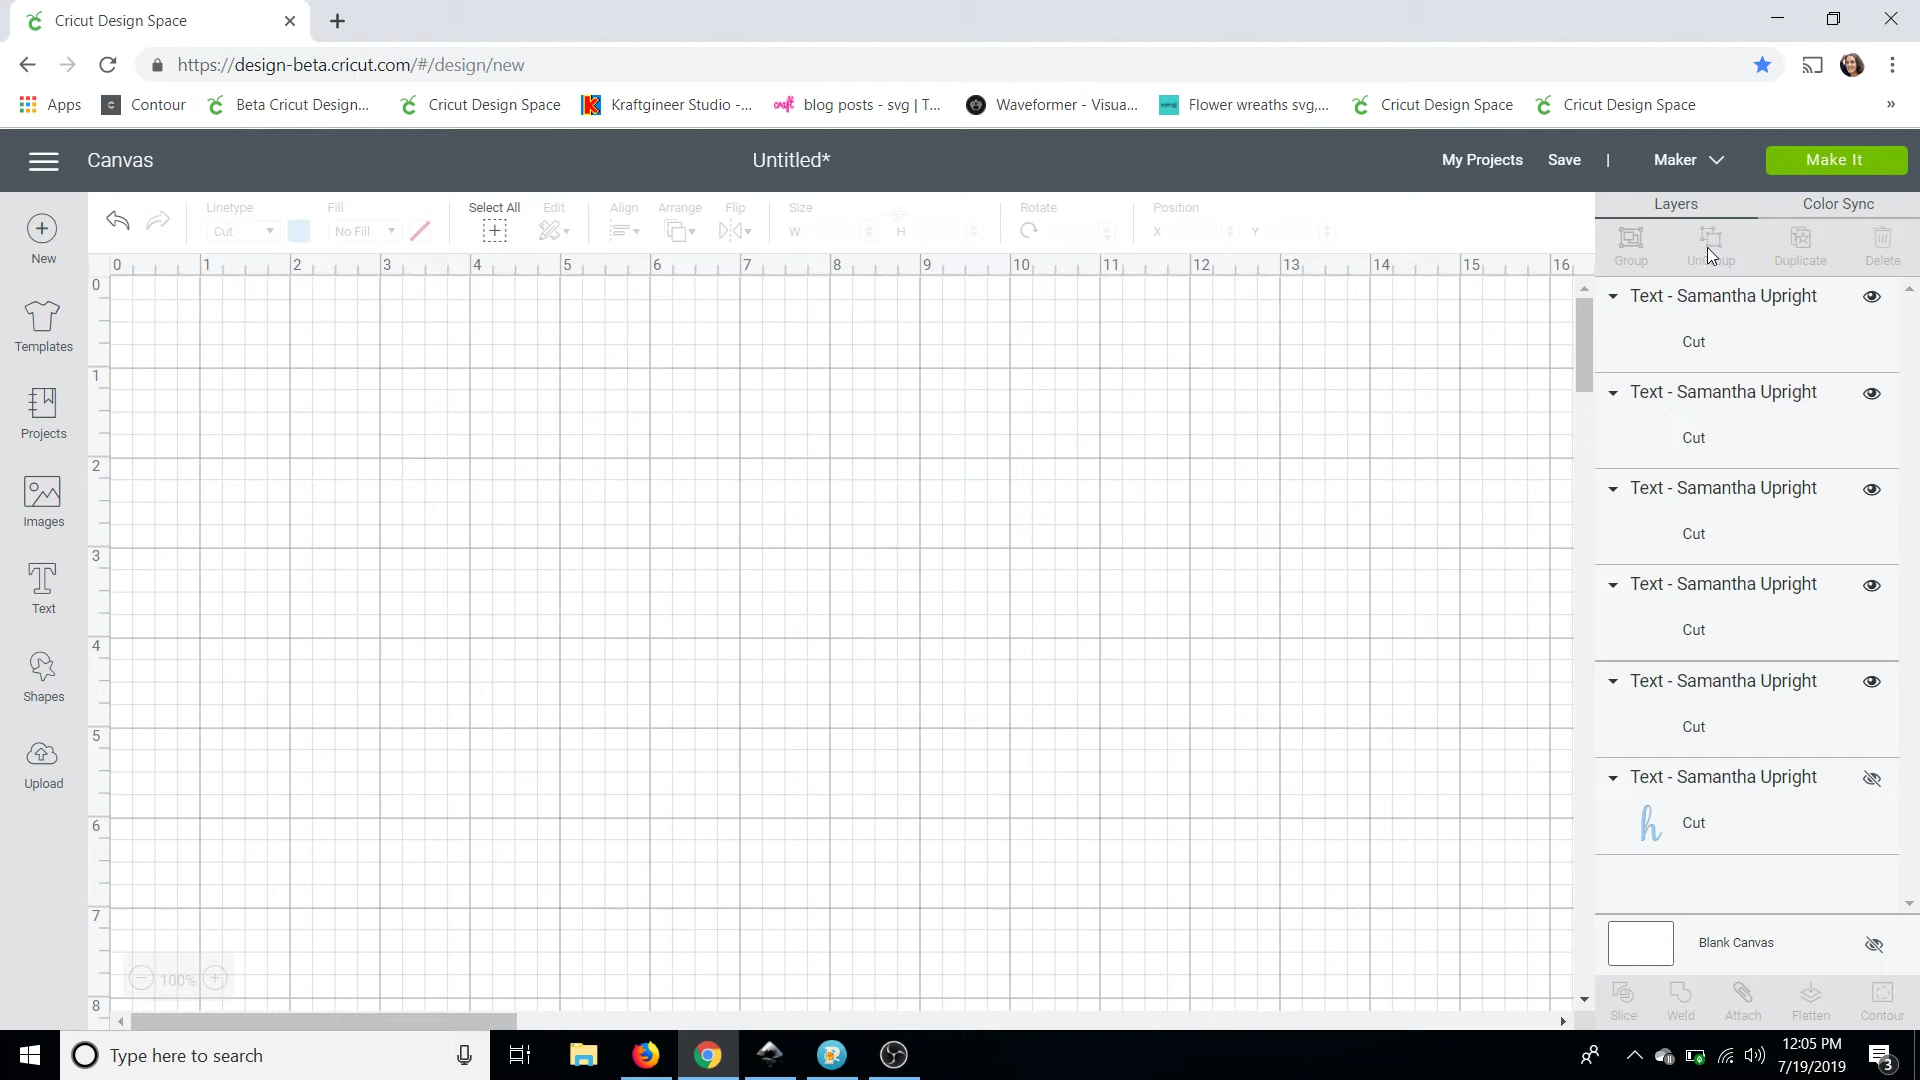 Cricut Design Space
https://design-beta.cricut.com/#/design/new
Apps Contour Beta Cricut Design... Cricut Design Space Kraftgineer Studio -... blog posts - svg | T... Waveformer - Visua... Flower wreaths svg,... Cricut Design Space Cricut Design Space »
Canvas Untitled* My Projects Save | Maker Make It
Linetype Fill Select All Edit Align Arrange Flip Size Rotate Position
Cut No Fill W H X Y
Layers Color Sync
Group UnGroup Duplicate Delete
0 1 2 3 4 5 6 7 8 9 10 11 12 13 14 15 16
0
1
2
3
4
5
6
7
8
New
Templates
Projects
Images
Text
Shapes
Upload
100%
Text - Samantha Upright
Cut
Text - Samantha Upright
Cut
Text - Samantha Upright
Cut
Text - Samantha Upright
Cut
Text - Samantha Upright
Cut
Text - Samantha Upright
h Cut
Blank Canvas
Slice Weld Attach Flatten Contour
Type here to search
12:05 PM
7/19/2019
3